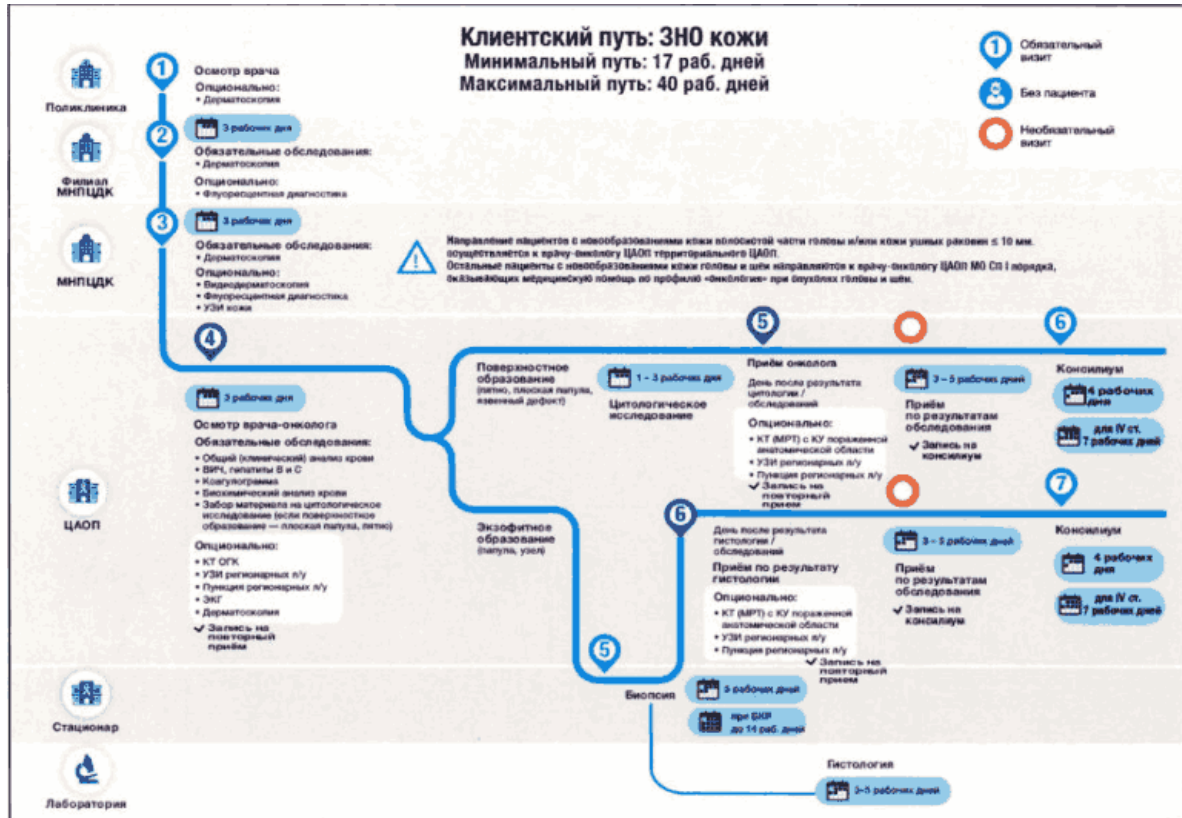 Клиентский путь: ЗНО кожи
Минимальный путь: 17 раб. дней
Максимальный путь: 40 раб. дней
1
Обязательный
визит
Без пациента
Необязательный
визит
Поликлиника
1
Осмотр врача
Опционально:
• Дерматоскопия
Филиал
МНПЦДК
2
3 рабочих дня
Обязательные обследования:
• Дерматоскопия
Опционально:
• Флуоресцентная диагностика
МНПЦДК
3
3 рабочих дня
Обязательные обследования:
• Дерматоскопия
Опционально:
• Видеодерматоскопия
• Флуоресцентная диагностика
• УЗИ кожи
Направление пациентов с новообразованиями кожи волосистой части головы и/или кожи ушных раковин ≤ 10 мм.
осуществляется к врачу-онкологу ЦАОП территориального ЦАОП.
Остальные пациенты с новообразованиями кожи головы и шеи направляются к врачу-онкологу ЦАОП МО СП I порядка,
оказывающих медицинскую помощь по профилю «онкология» при опухолях головы и шеи.
ЦАОП
4
3 рабочих дня
Осмотр врача-онколога
Обязательные обследования:
• Общий (клинический) анализ крови
• ВИЧ, гепатиты В и С
• Коагулограмма
• Биохимический анализ крови
• Забор материала на цитологическое
исследование (если поверхностное
образование — плоская папула, пятно)
Опционально:
• КТ ОГК
• УЗИ регионарных л/у
• Пункция регионарных л/у
• ЭКГ
• Дерматоскопия
Запись на
повторный
приём
Поверхностное
образование
(пятно, плоская папула,
язвенный дефект)
1 – 3 рабочих дня
Цитологическое
исследование
5
Приём онколога
День после результата
цитологии /
обследований
Опционально:
• КТ (МРТ) с КУ пораженной
анатомической области
• УЗИ регионарных л/у
• Пункция регионарных л/у
Запись на
повторный
прием
3 – 5 рабочих дней
Приём
по результатам
обследования
Запись на
консилиум
6
Консилиум
4 рабочих
дня
для IV ст.
7 рабочих дней
Экзофитное
образование
(папула, узел)
5
Биопсия
5 рабочих дней
при БКР
до 14 раб. дней
6
День после результата
гистологии /
обследований
Приём по результату
гистологии
Опционально:
• КТ (МРТ) с КУ пораженной
анатомической области
• УЗИ регионарных л/у
• Пункция регионарных л/у
Запись на
повторный
прием
3 – 5 рабочих дней
Приём
по результатам
обследования
Запись на
консилиум
7
Консилиум
4 рабочих
дня
для IV ст.
7 рабочих дней
Стационар
Лаборатория
Гистология
рабочих дней